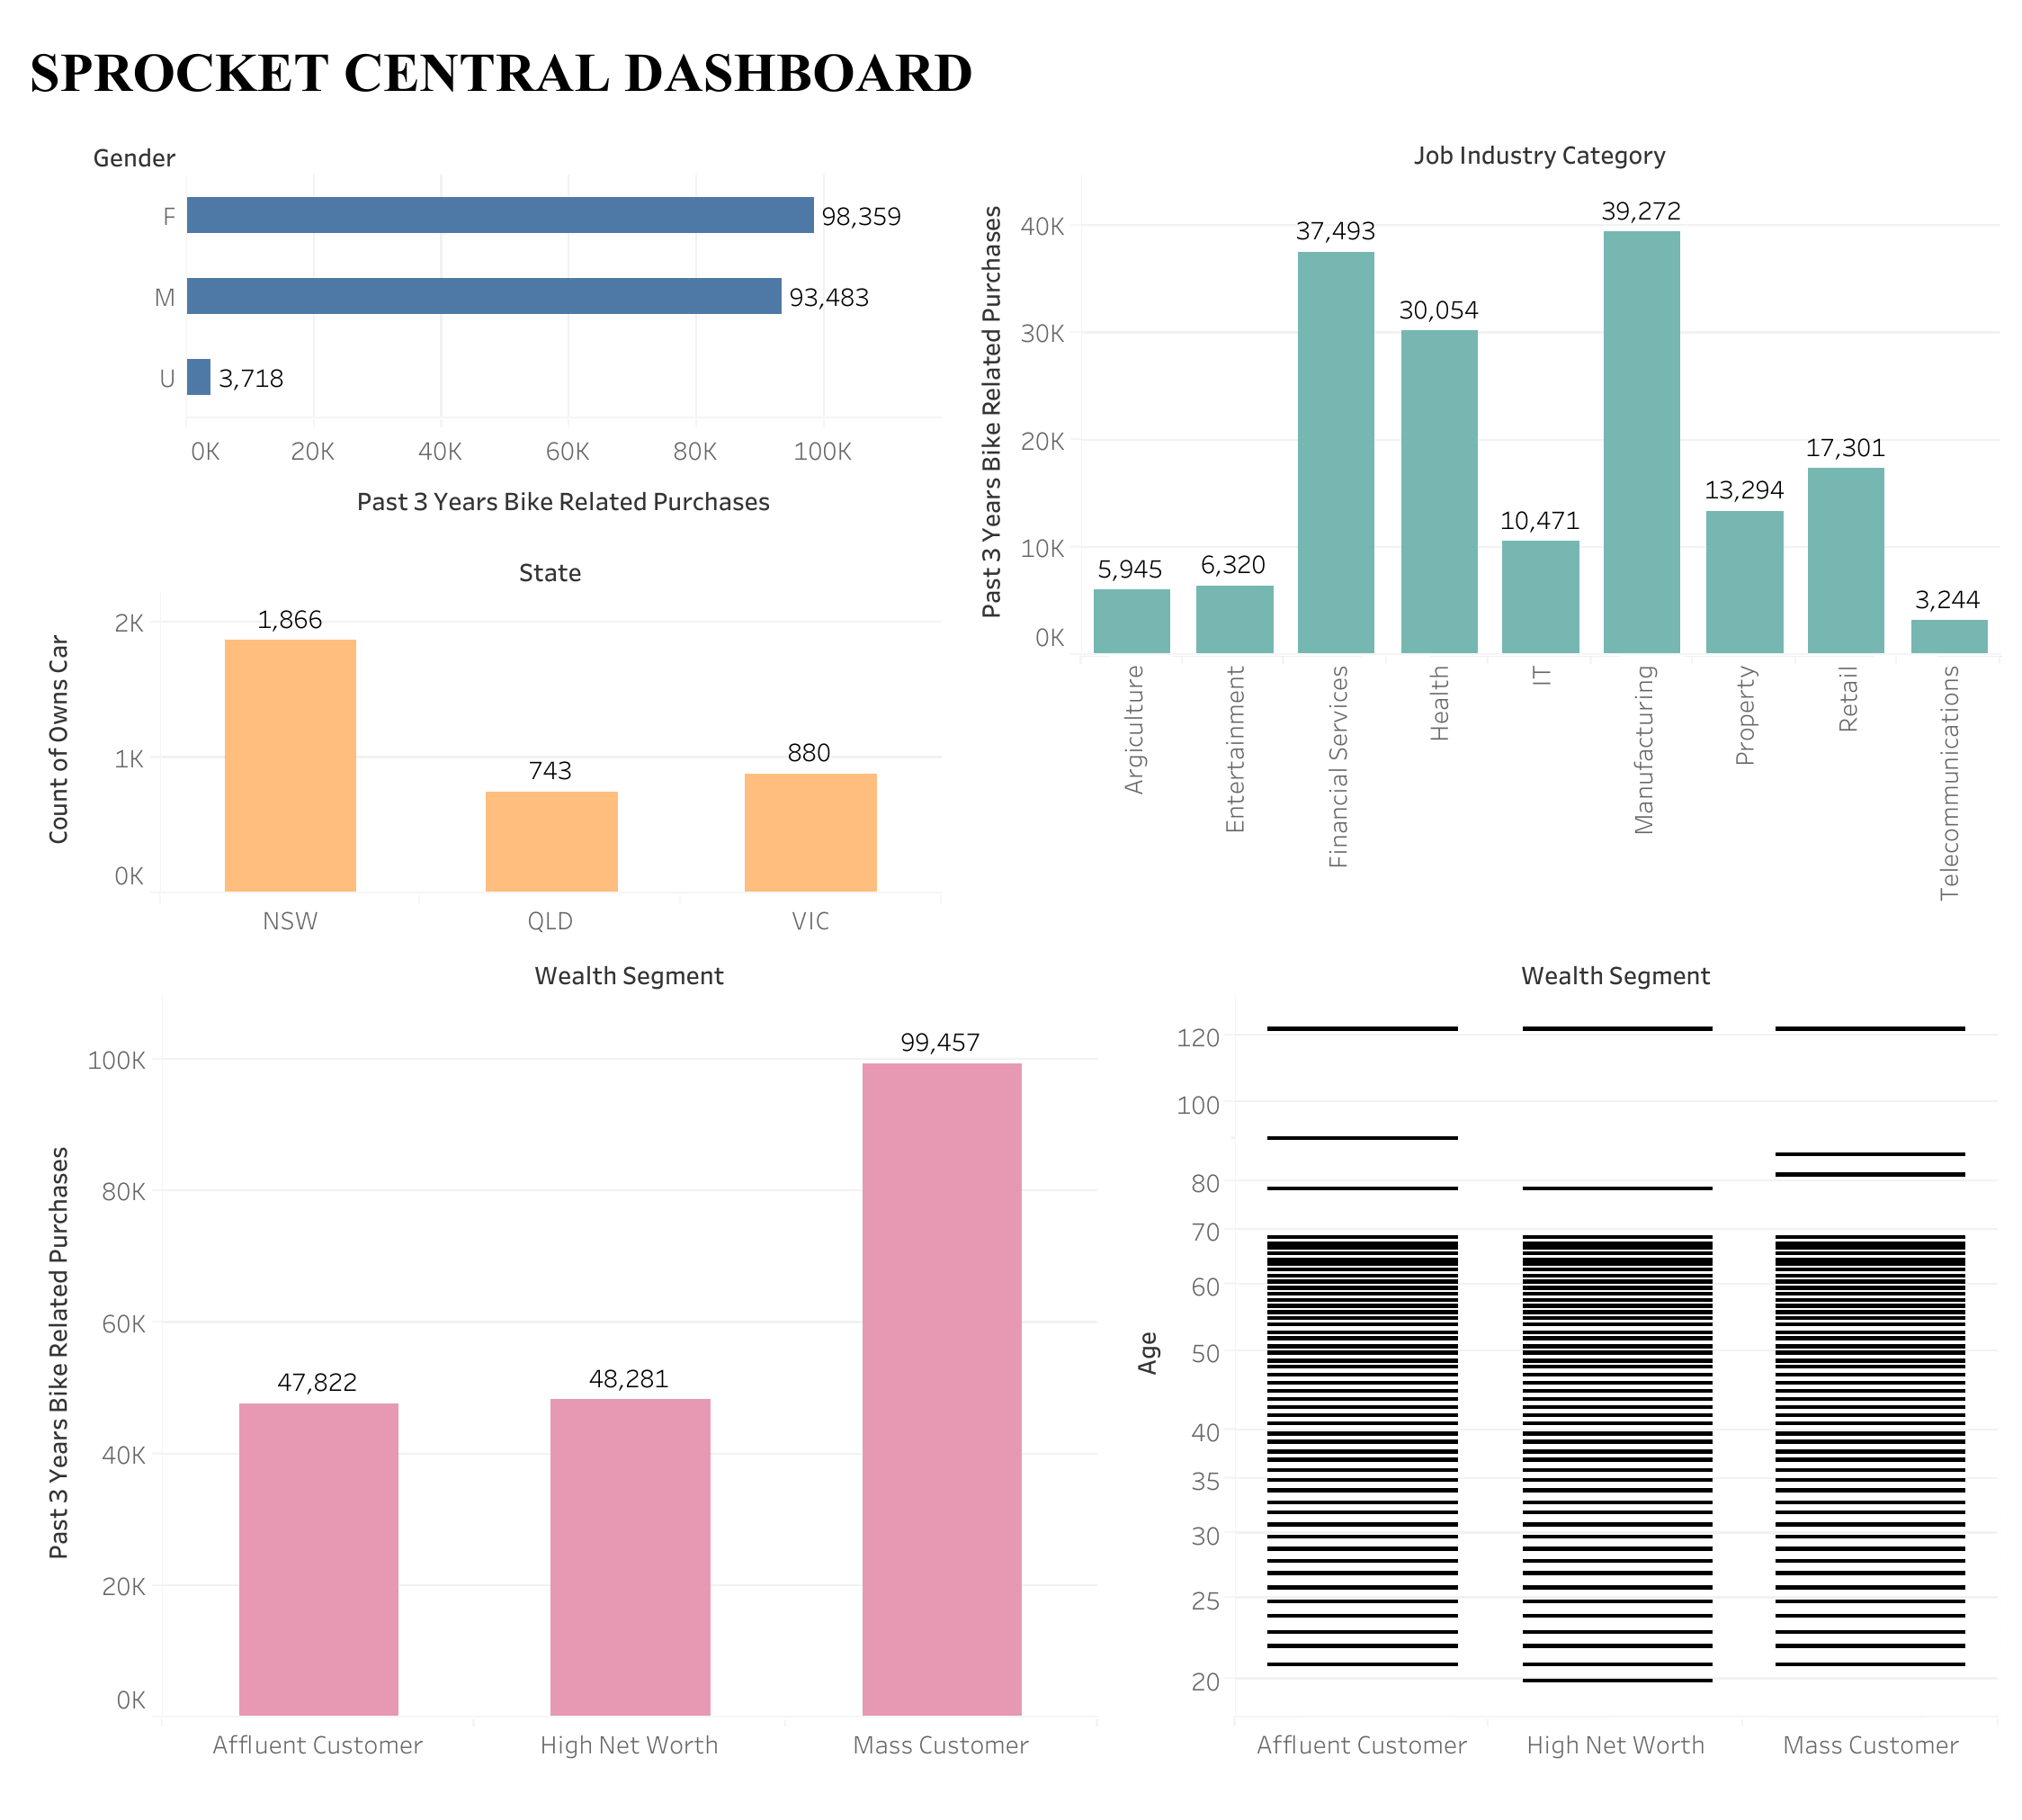 SPROCKET CENTRAL DASHBOARD
Gender
F
98,359
M
93,483
U
3,718
0K 20K 40K 60K 80K 100K
Past 3 Years Bike Related Purchases
Job Industry Category
Past 3 Years Bike Related Purchases
40K
30K
20K
10K
0K
5,945
6,320
37,493
30,054
10,471
39,272
13,294
17,301
3,244
Argiculture
Entertainment
Financial Services
Health
IT
Manufacturing
Property
Retail
Telecommunications
State
Count of Owns Car
2K
1K
0K
1,866
743
880
NSW QLD VIC
Wealth Segment
Past 3 Years Bike Related Purchases
100K
80K
60K
40K
20K
0K
47,822
48,281
99,457
Affluent Customer High Net Worth Mass Customer
Wealth Segment
Age
120
100
80
70
60
50
40
35
30
25
20
Affluent Customer High Net Worth Mass Customer